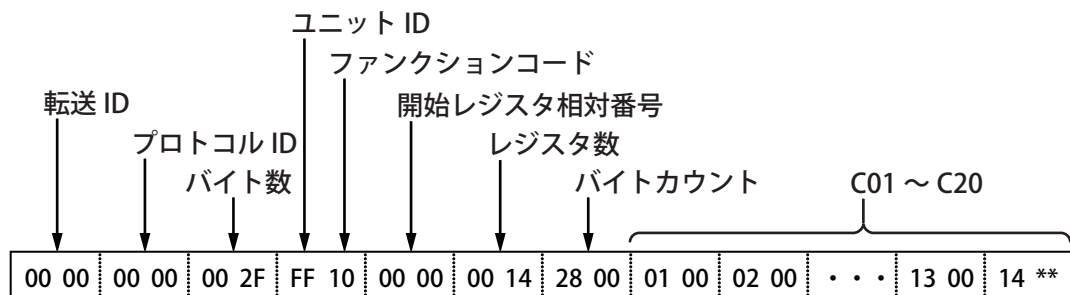 ユニット ID
ファンクションコード
転送 ID
開始レジスタ相対番号
プロトコル ID
レジスタ数
バイト数
バイトカウント
C01 ~ C20
00 00 00 00 00 2F FF 10 00 00 00 14 28 00 01 00 02 00 ・・・ 13 00 14 **